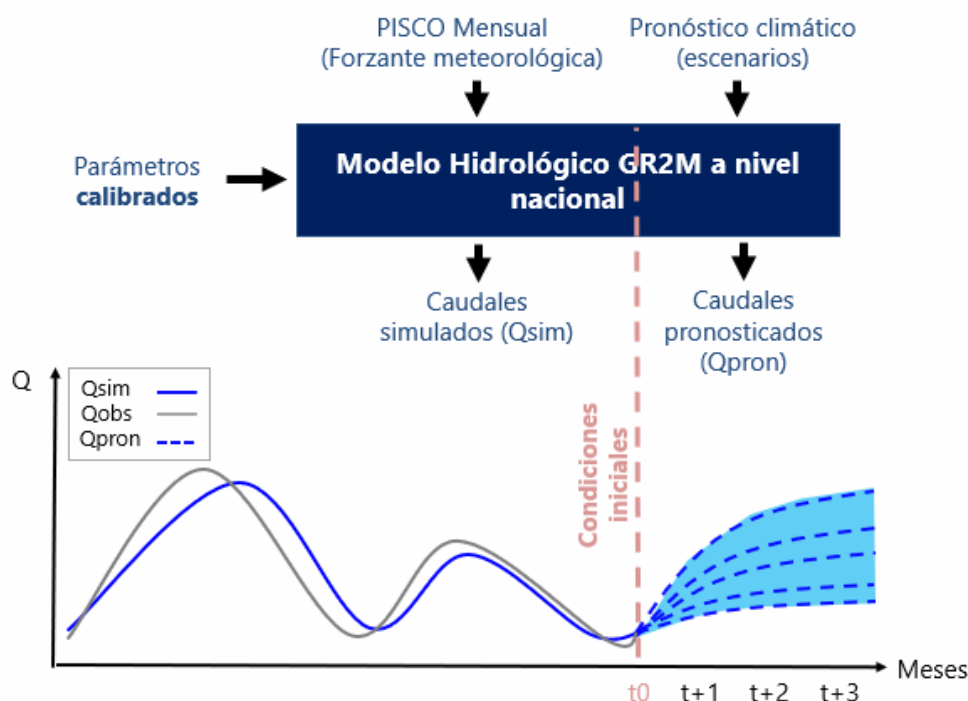 PISCO Mensual
(Forzante meteorológica)
Pronóstico climático
(escenarios)
Parámetros
calibrados
Modelo Hidrológico GR2M a nivel
nacional
Caudales
simulados (Qsim)
Caudales
pronosticados
(Qpron)
Q
Qsim
Qobs
Qpron
Condiciones
iniciales
Meses
t0
t+1
t+2
t+3